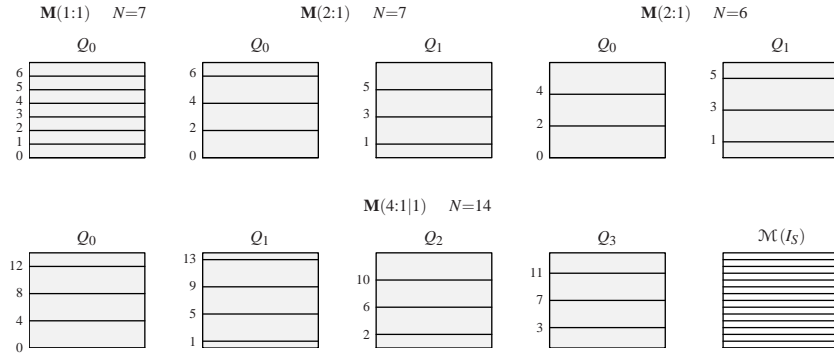 M(1:1) N=7 M(2:1) N=7 M(2:1) N=6
Q0 Q0 Q1 Q0 Q1
6 5 4 3 2 1 0
6 4 2 0
5 3 1
4 2 0
5 3 1
M(4:1|1) N=14
Q0 Q1 Q2 Q3 ℳ(IS)
12 8 4 0
13 9 5 1
10 6 2
11 7 3